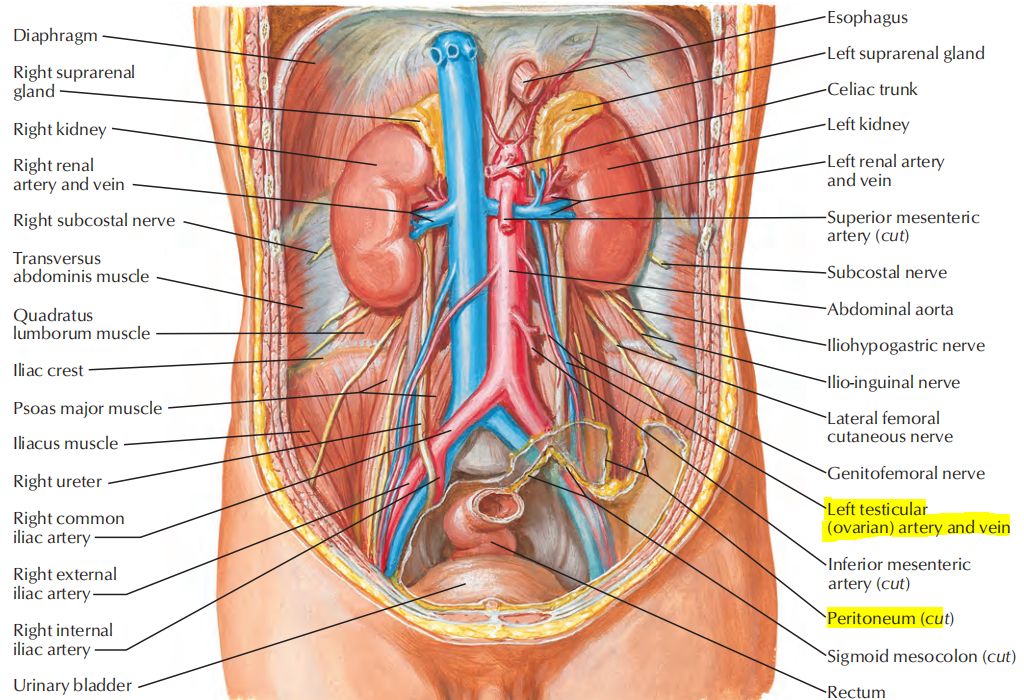 Diaphragm
Right suprarenal
gland
Right kidney
Right renal
artery and vein
Right subcostal nerve
Transversus
abdominis muscle
Quadratus
lumborum muscle
Iliac crest
Psoas major muscle
Iliacus muscle
Right ureter
Right common
iliac artery
Right external
iliac artery
Right internal
iliac artery
Urinary bladder
Esophagus
Left suprarenal gland
Celiac trunk
Left kidney
Left renal artery
and vein
Superior mesenteric
artery (cut)
Subcostal nerve
Abdominal aorta
Iliohypogastric nerve
Ilio-inguinal nerve
Lateral femoral
cutaneous nerve
Genitofemoral nerve
Left testicular
(ovarian) artery and vein
Inferior mesenteric
artery (cut)
Peritoneum (cut)
Sigmoid mesocolon (cut)
Rectum